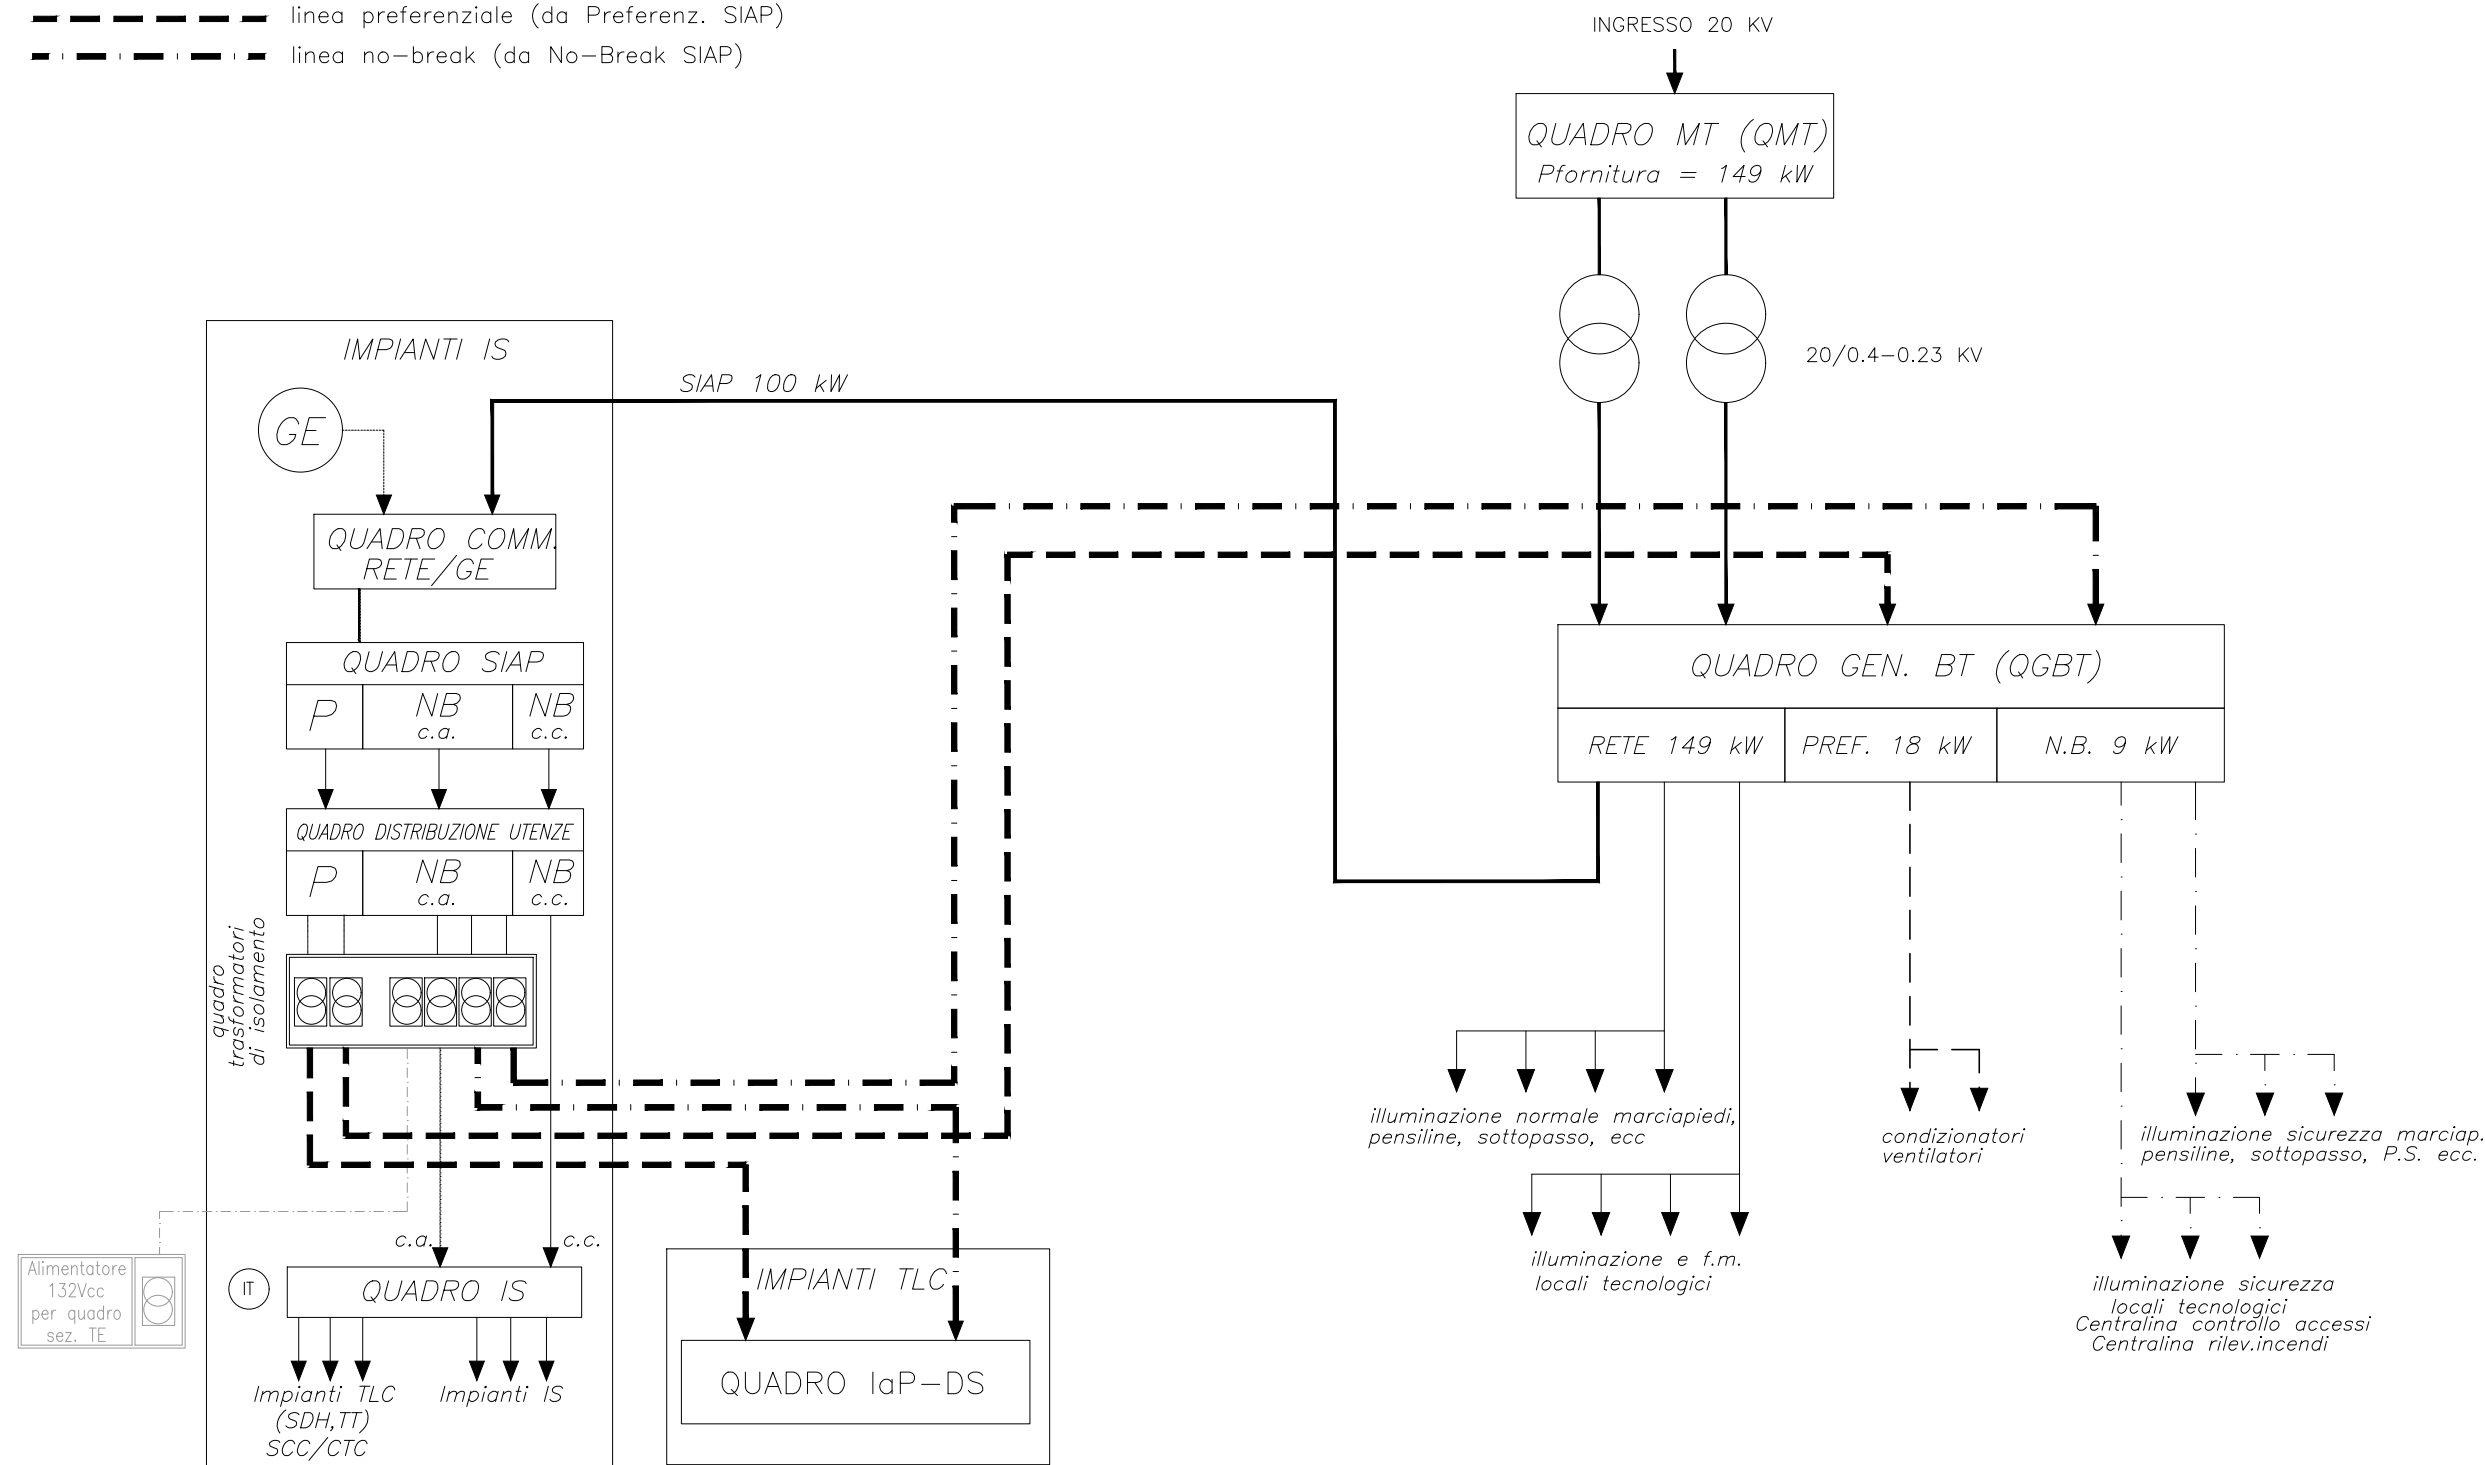 linea preferenziale (da Preferenz. SIAP)
linea no-break (da No-Break SIAP)
INGRESSO 20 KV
QUADRO MT (QMT)
Pfornitura = 149 kW
20/0.4-0.23 KV
IMPIANTI IS
SIAP 100 kW
GE
QUADRO COMM.
RETE/GE
QUADRO SIAP
P
NB
c.a.
NB
c.c.
QUADRO DISTRIBUZIONE UTENZE
P
NB
c.a.
NB
c.c.
quadro
trasformatori
di isolamento
QUADRO GEN. BT (QGBT)
RETE 149 kW
PREF. 18 kW
N.B. 9 kW
illuminazione normale marciapiedi,
pensiline, sottopasso, ecc
illuminazione e f.m.
locali tecnologici
condizionatori
ventilatori
illuminazione sicurezza marciap.
pensiline, sottopasso, P.S. ecc.
illuminazione sicurezza
locali tecnologici
Centralina controllo accessi
Centralina rilev.incendi
c.a.
c.c.
Alimentatore
132Vcc
per quadro
sez. TE
IT
QUADRO IS
Impianti TLC
(SDH,TT)
SCC/CTC
Impianti IS
IMPIANTI TLC
QUADRO IaP-DS